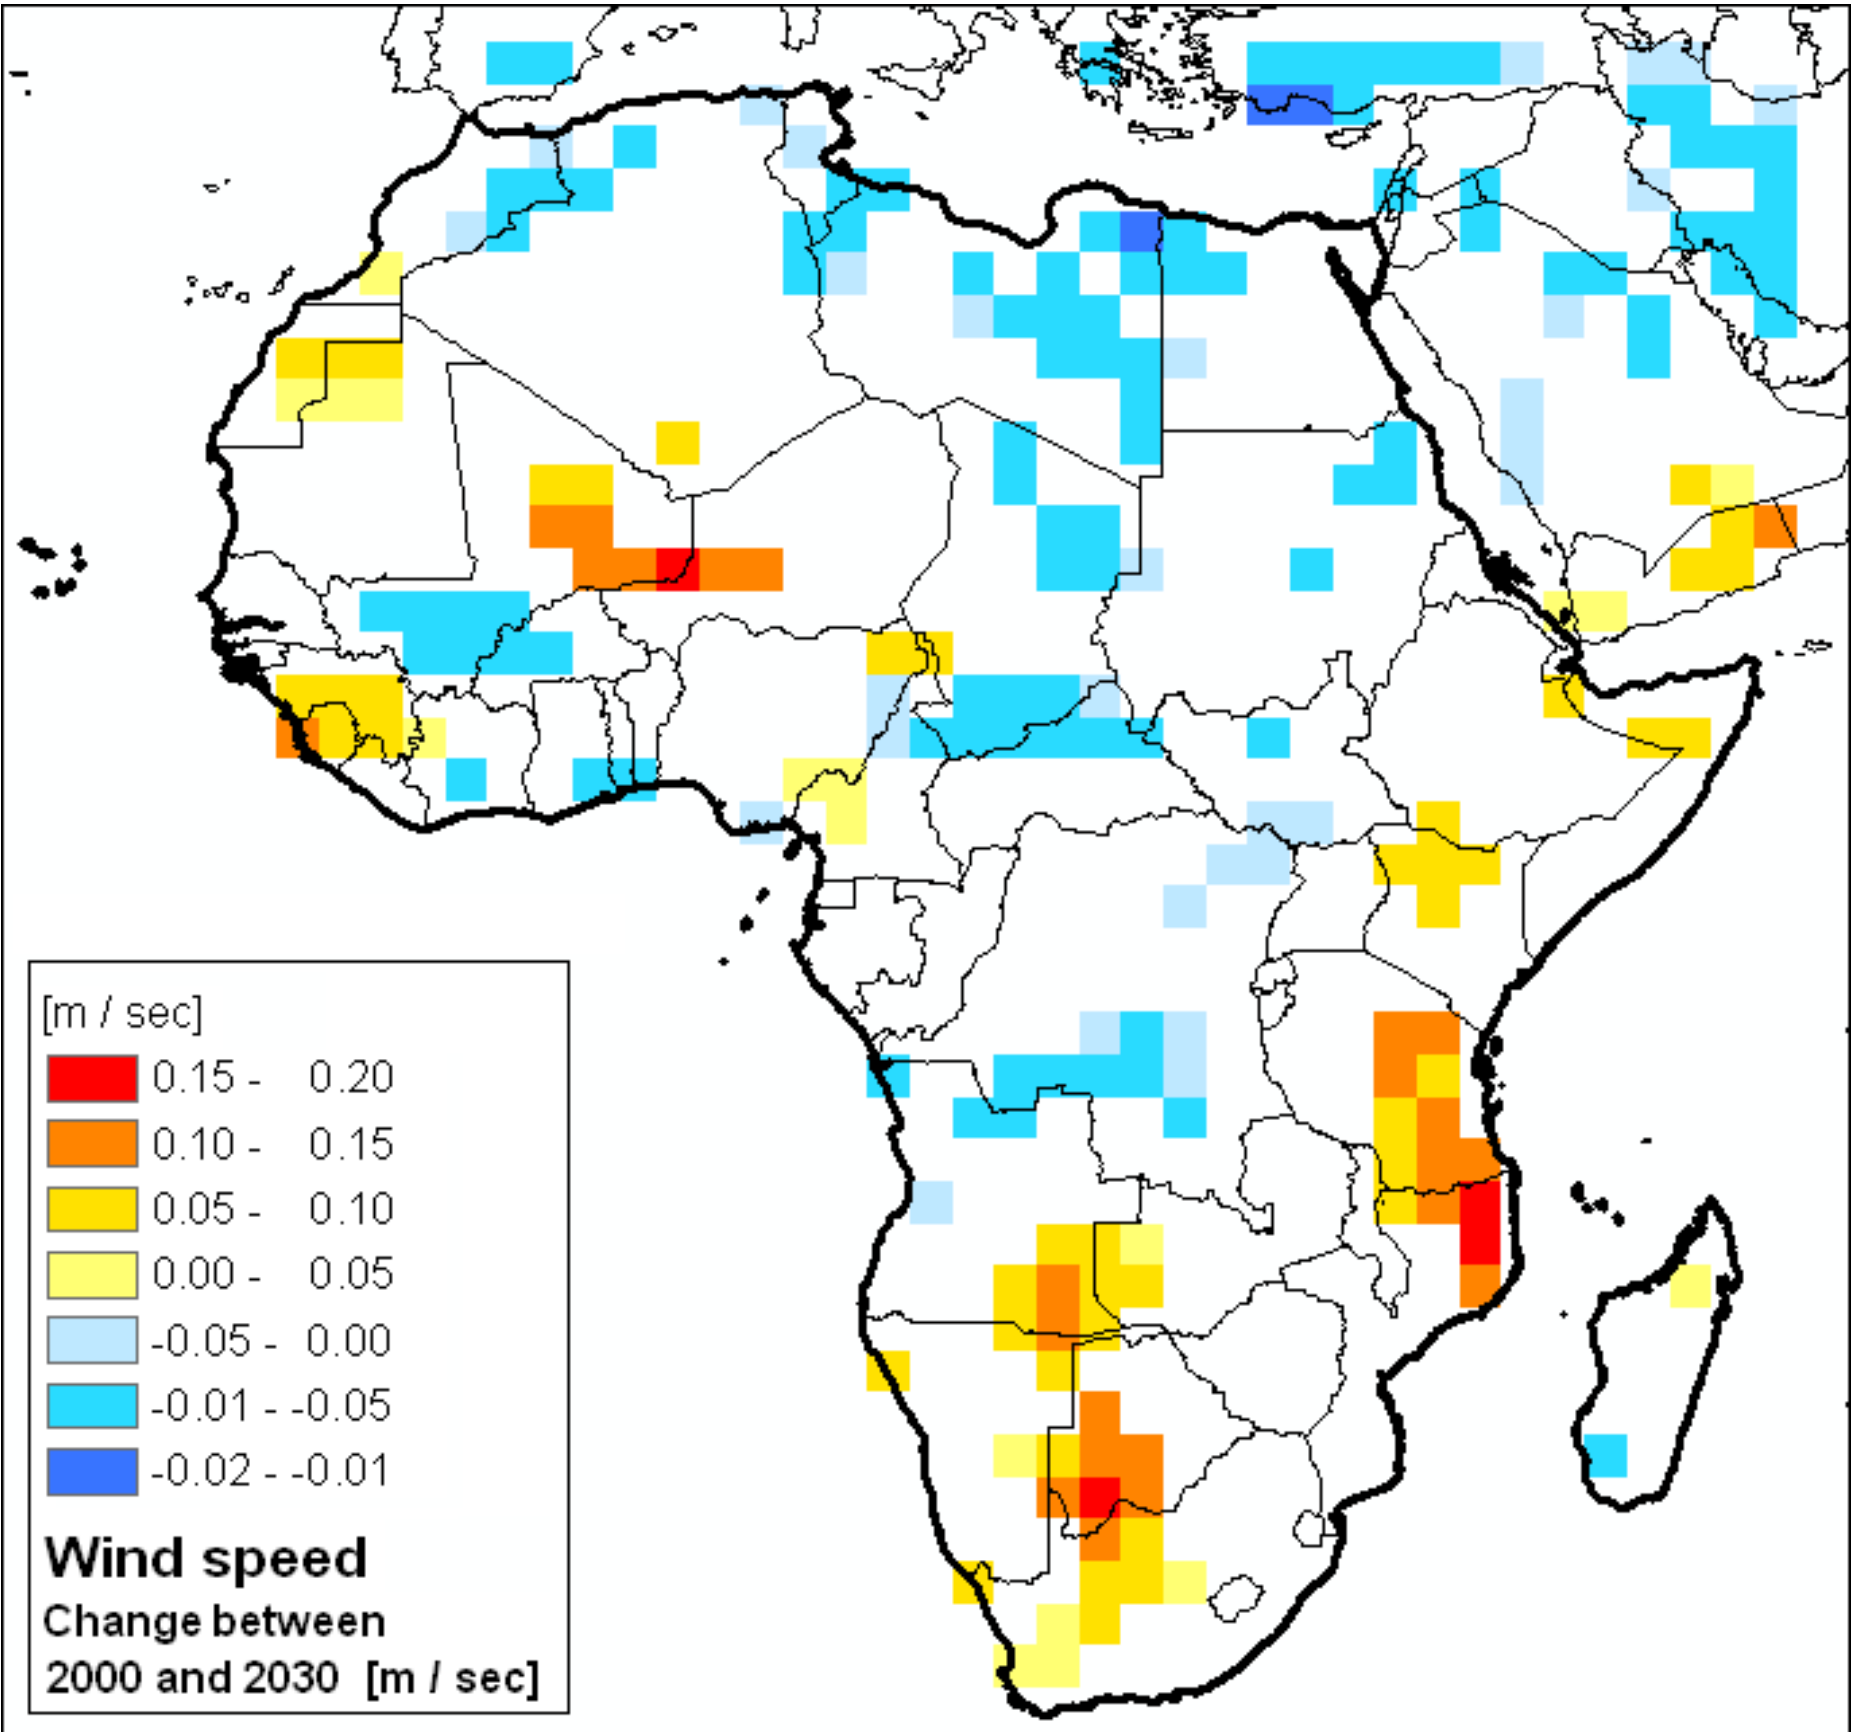 [m / sec]
0.15 - 0.20
0.10 - 0.15
0.05 - 0.10
0.00 - 0.05
-0.05 - 0.00
-0.01 - -0.05
-0.02 - -0.01
Wind speed
Change between
2000 and 2030 [m / sec]